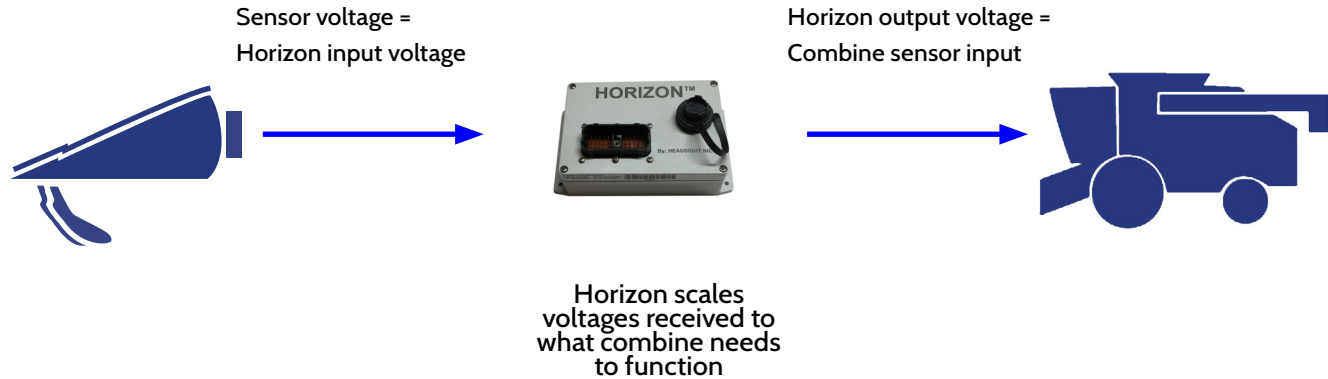 Sensor voltage =
Horizon input voltage
Horizon output voltage =
Combine sensor input
HORIZON™
By: HEADSIGHT INC
Horizon scales
voltages received to
what combine needs
to function